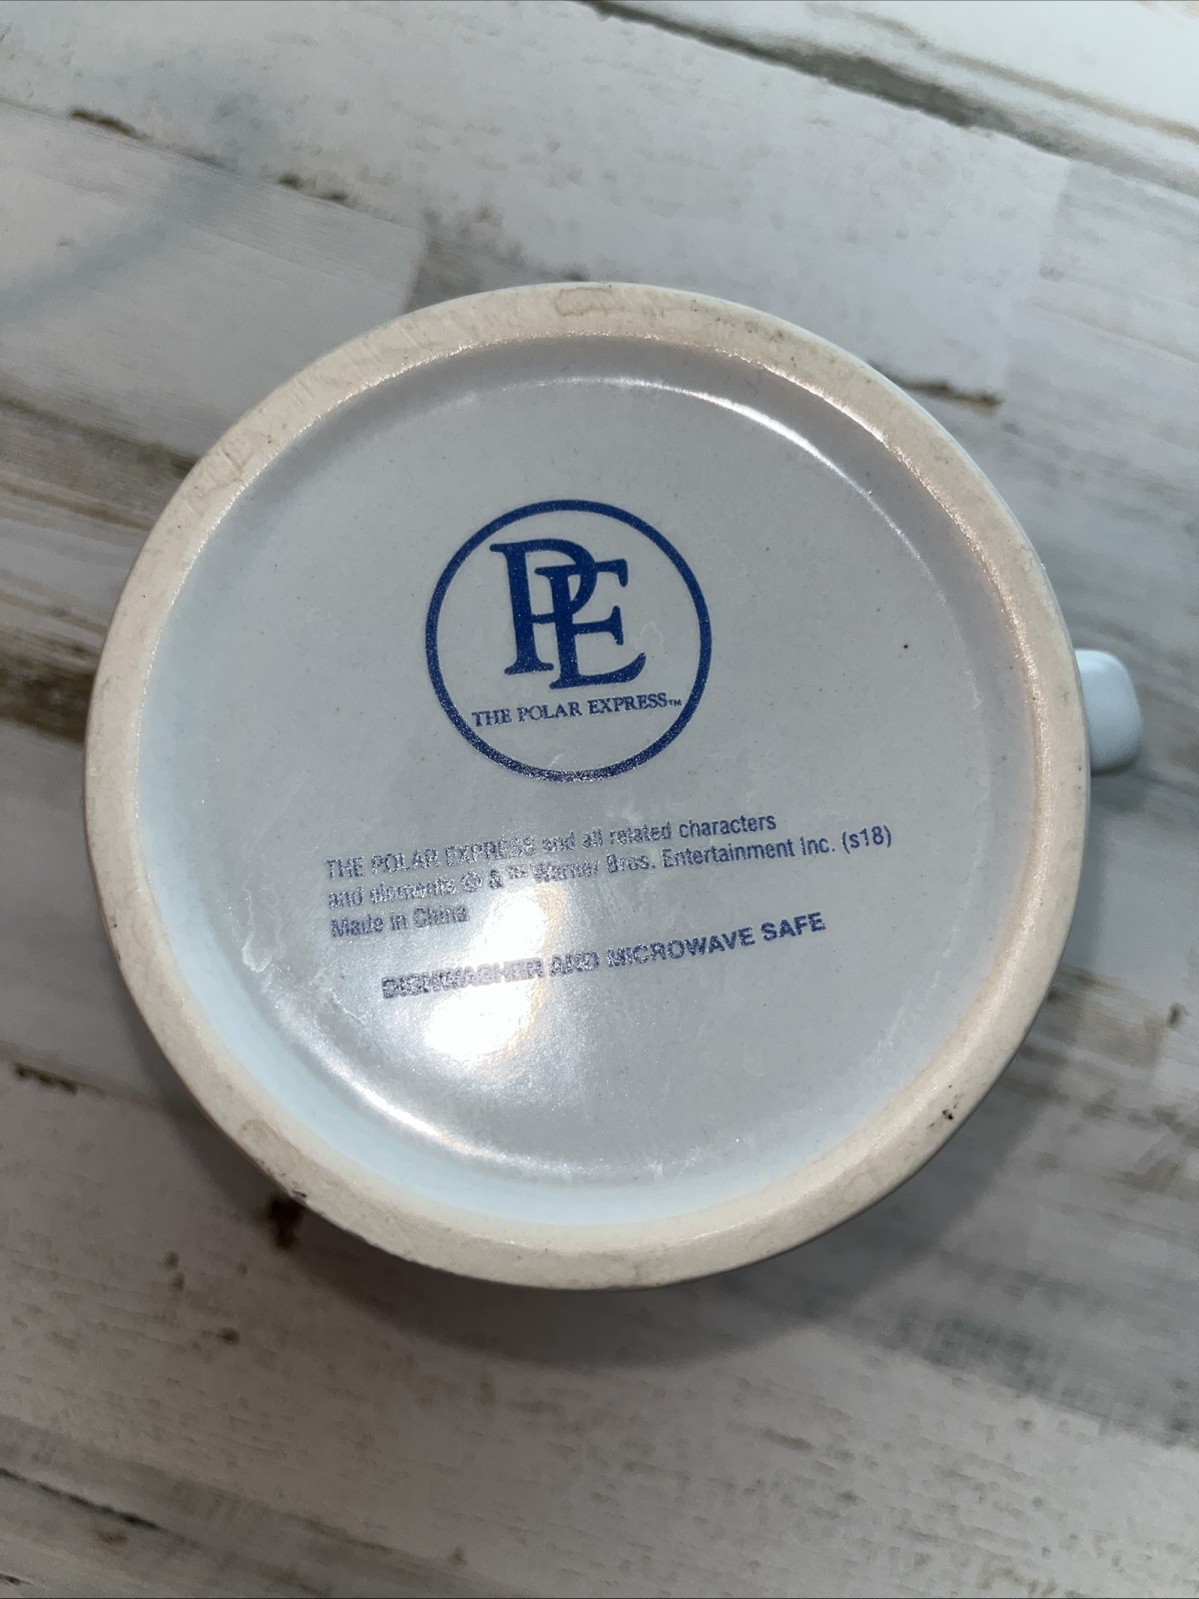 PE
THE POLAR EXPRESS™
THE POLAR EXPRESS and all related characters
and elements © & ™ Warner Bros. Entertainment Inc. (s18)
Made in China
DISHWASHER AND MICROWAVE SAFE